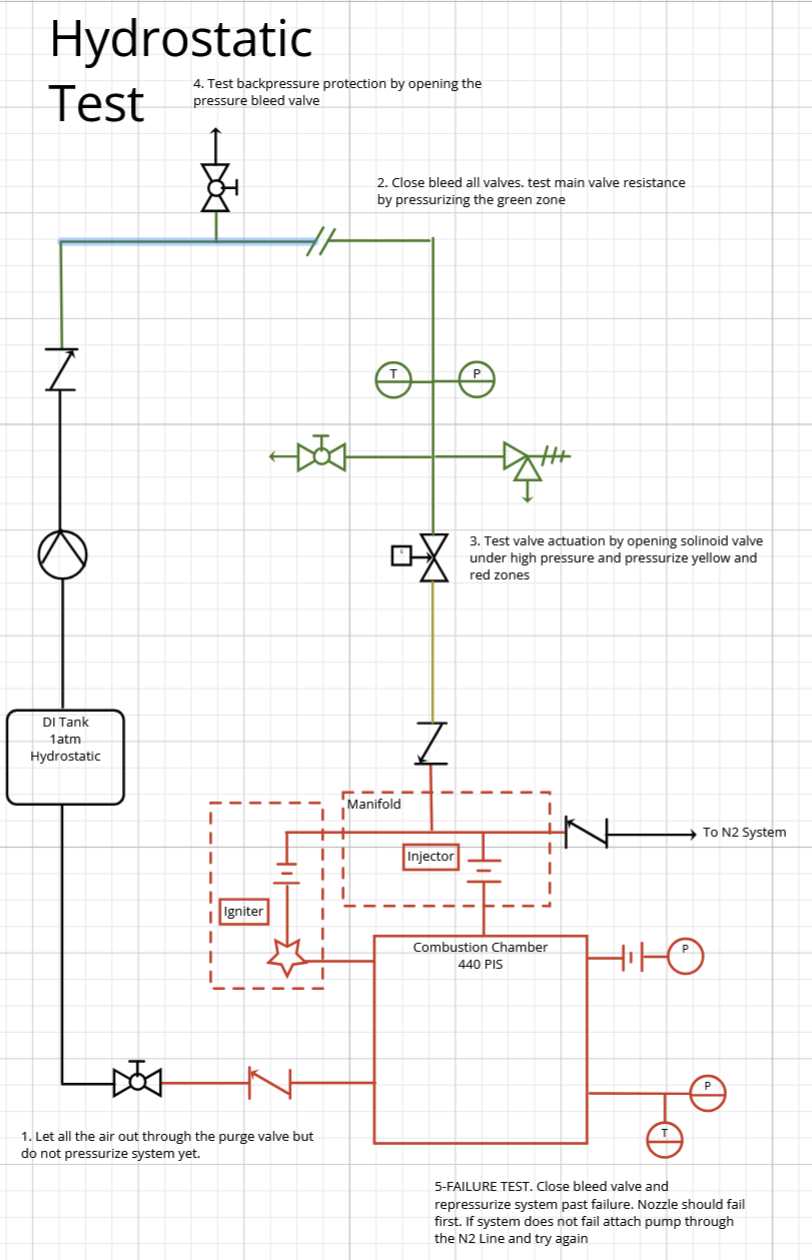 Hydrostatic
Test
4. Test backpressure protection by opening the
pressure bleed valve
2. Close bleed all valves. test main valve resistance
by pressurizing the green zone
T
P
3. Test valve actuation by opening solinoid valve
under high pressure and pressurize yellow and
red zones
DI Tank
1atm
Hydrostatic
Manifold
To N2 System
Injector
Igniter
Combustion Chamber
440 PIS
P
P
T
1. Let all the air out through the purge valve but
do not pressurize system yet.
5-FAILURE TEST. Close bleed valve and
repressurize system past failure. Nozzle should fail
first. If system does not fail attach pump through
the N2 Line and try again